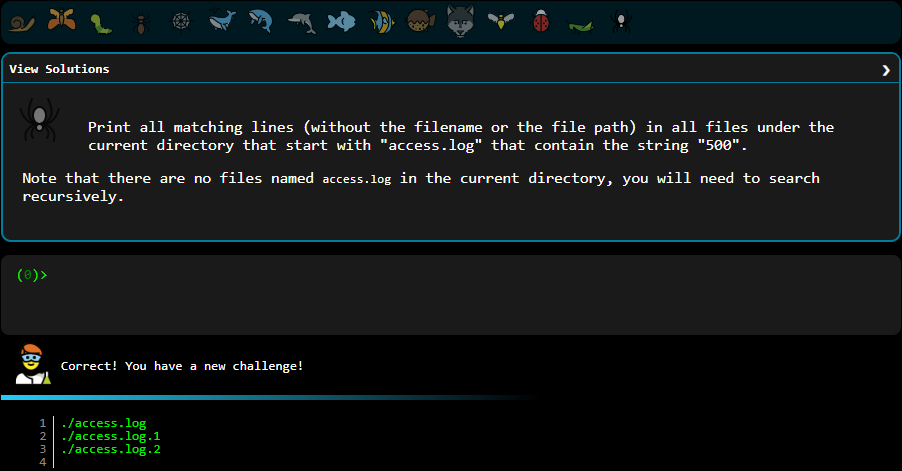 View Solutions ❯
Print all matching lines (without the filename or the file path) in all files under the
current directory that start with "access.log" that contain the string "500".
Note that there are no files named access.log in the current directory, you will need to search
recursively.
(0)>
Correct! You have a new challenge!
1 ./access.log
2 ./access.log.1
3 ./access.log.2
4